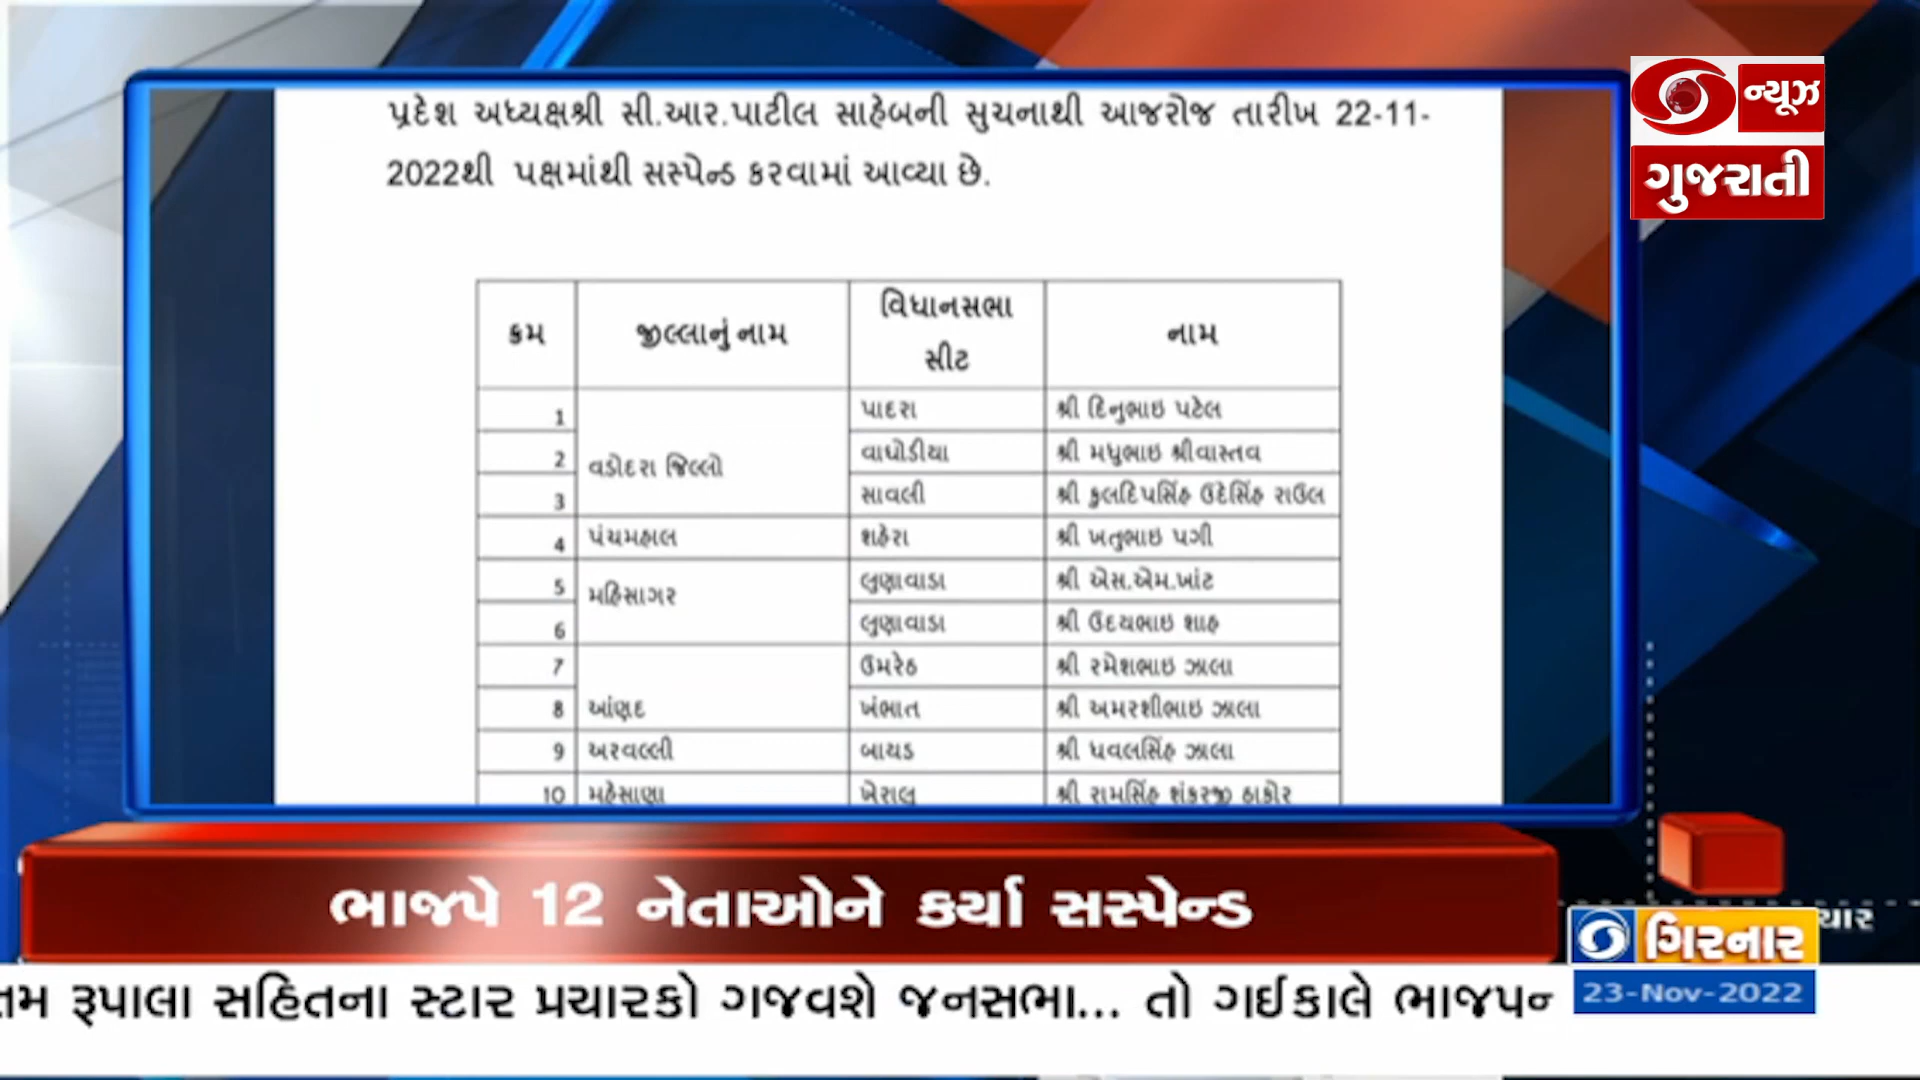 પ્રદેશ અધ્યક્ષશ્રી સી.આર.પાટીલ સાહેબની સુચનાથી આજરોજ તારીખ 22-11-
2022થી પક્ષમાંથી સસ્પેન્ડ કરવામાં આવ્યા છે.
ન્યૂઝ
ગુજરાતી
ક્રમ જીલ્લાનું નામ વિધાનસભા સીટ નામ
1 વડોદરા જિલ્લો પાદરા શ્રી દિનુભાઇ પટેલ
2 વાઘોડીયા શ્રી મધુભાઇ શ્રીવાસ્તવ
3 સાવલી શ્રી કુલદિપસિંહ ઉદેસિંહ રાઉલ
4 પંચમહાલ શહેરા શ્રી ખતુભાઇ પગી
5 મહિસાગર લુણાવાડા શ્રી એસ.એમ.ખાંટ
6 લુણાવાડા શ્રી ઉદયભાઇ શાહ
7 ઉમરેઠ શ્રી રમેશભાઇ ઝાલા
8 આંણદ ખંભાત શ્રી અમરશીભાઇ ઝાલા
9 અરવલ્લી બાયડ શ્રી ધવલસિંહ ઝાલા
10 મહેસાણા ખેરાલુ શ્રી રામસિંહ શંકરજી ઠાકોર
ભાજપે 12 નેતાઓને કર્યા સસ્પેન્ડ
ગિરનાર
23-Nov-2022
રૂપાલા સહિતના સ્ટાર પ્રચારકો ગજવશે જનસભા... તો ગઈકાલે ભાજપન